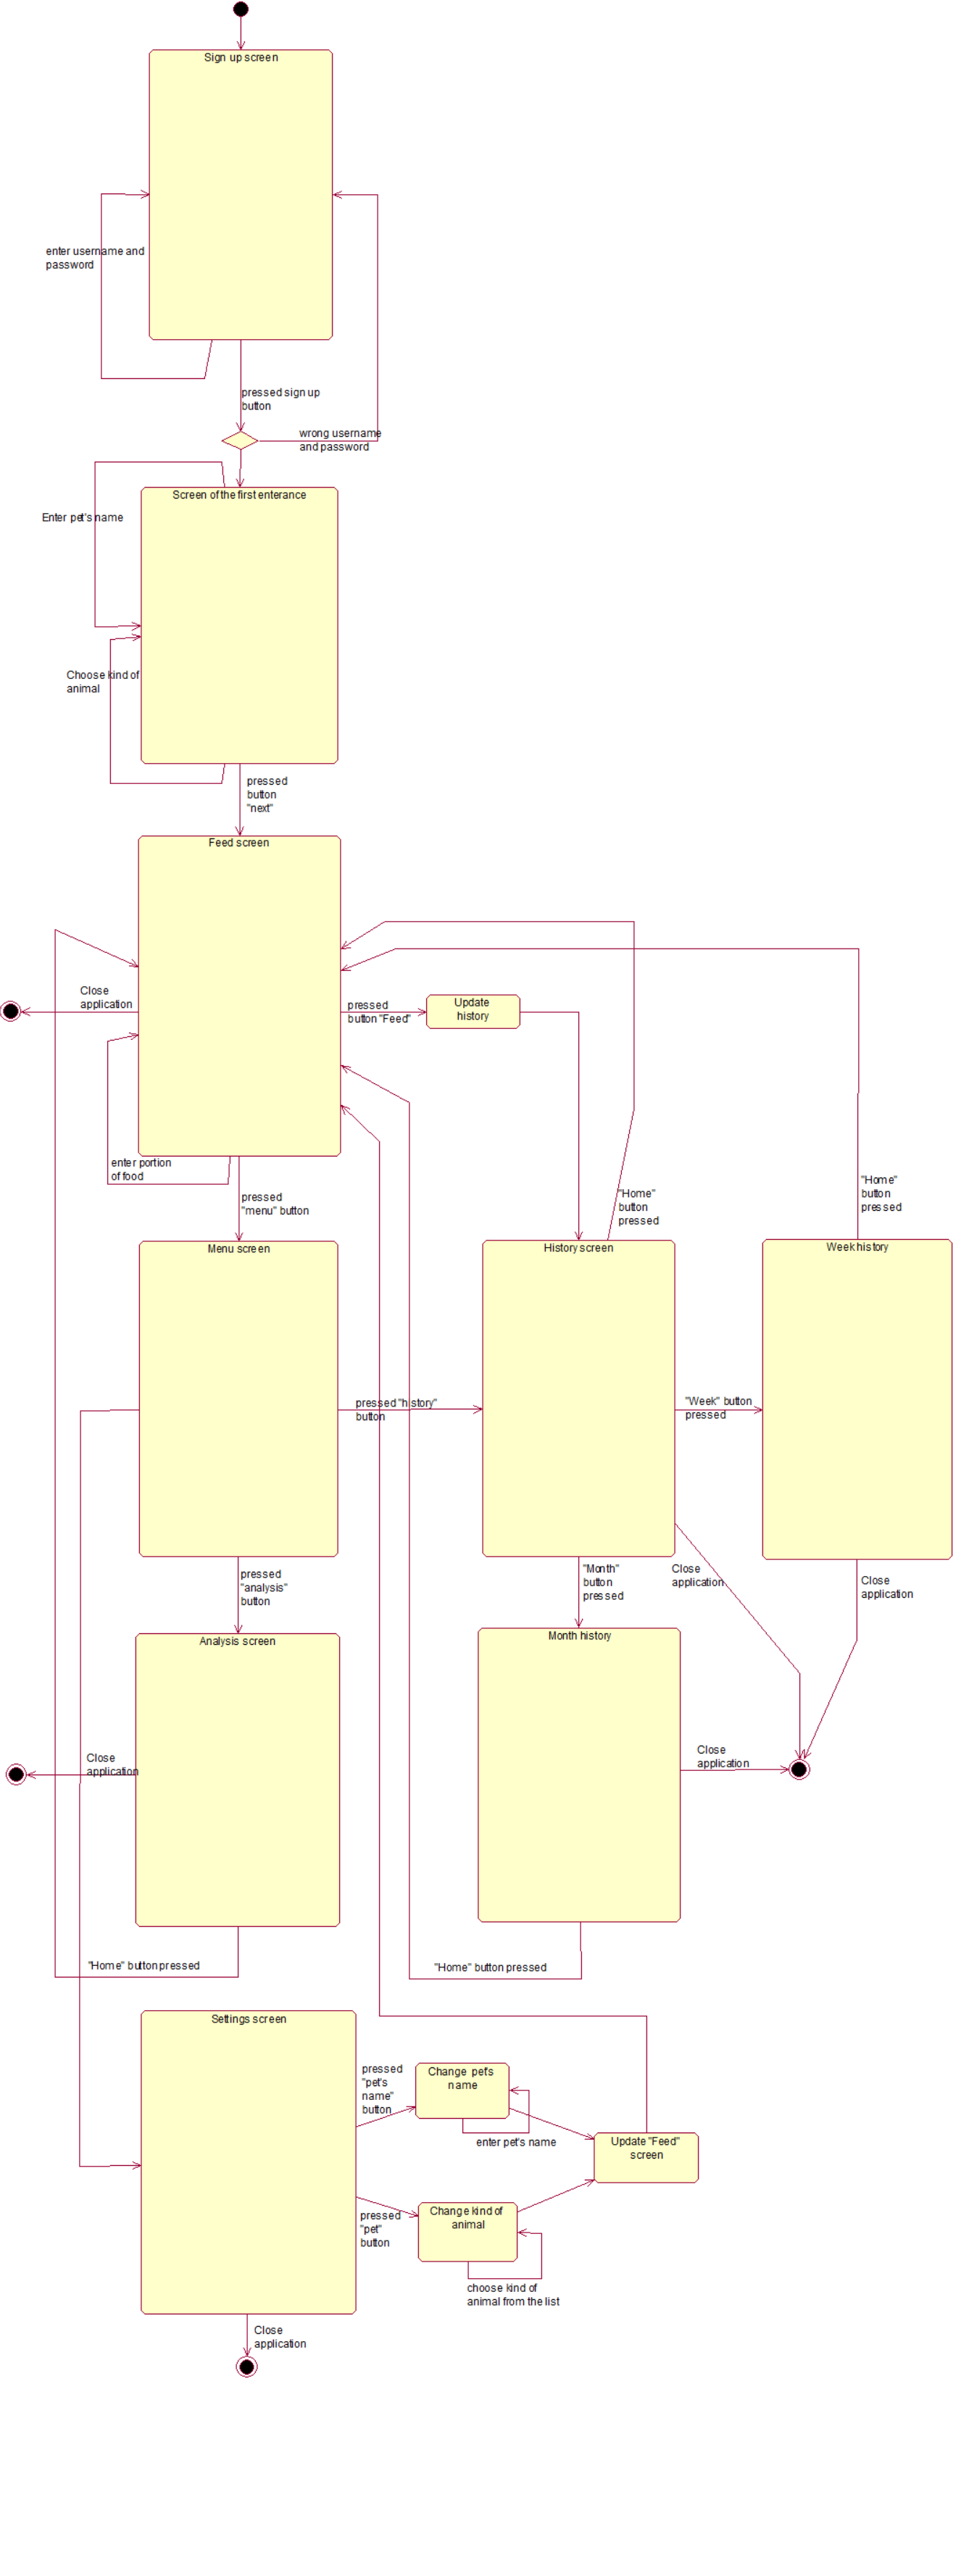 Sign up screen
enter username and
password
pressed sign up
button
wrong username
and password
Screen of the first enterance
Enter pet's name
Choose kind of
animal
pressed
button
"next"
Feed screen
Close
application
pressed
button "Feed"
Update
history
enter portion
of food
pressed
"menu" button
"Home"
button
pressed
"Home"
button
pressed
Menu screen
History screen
Week history
pressed "history"
button
"Week" button
pressed
pressed
"analysis"
button
"Month"
button
pressed
Close
application
Close
application
Analysis screen
Month history
Close
application
Close
application
"Home" button pressed
"Home" button pressed
Settings screen
pressed
"pet's
name"
button
Change pet's
name
enter pet's name
Update "Feed"
screen
pressed
"pet"
button
Change kind of
animal
choose kind of
animal from the list
Close
application